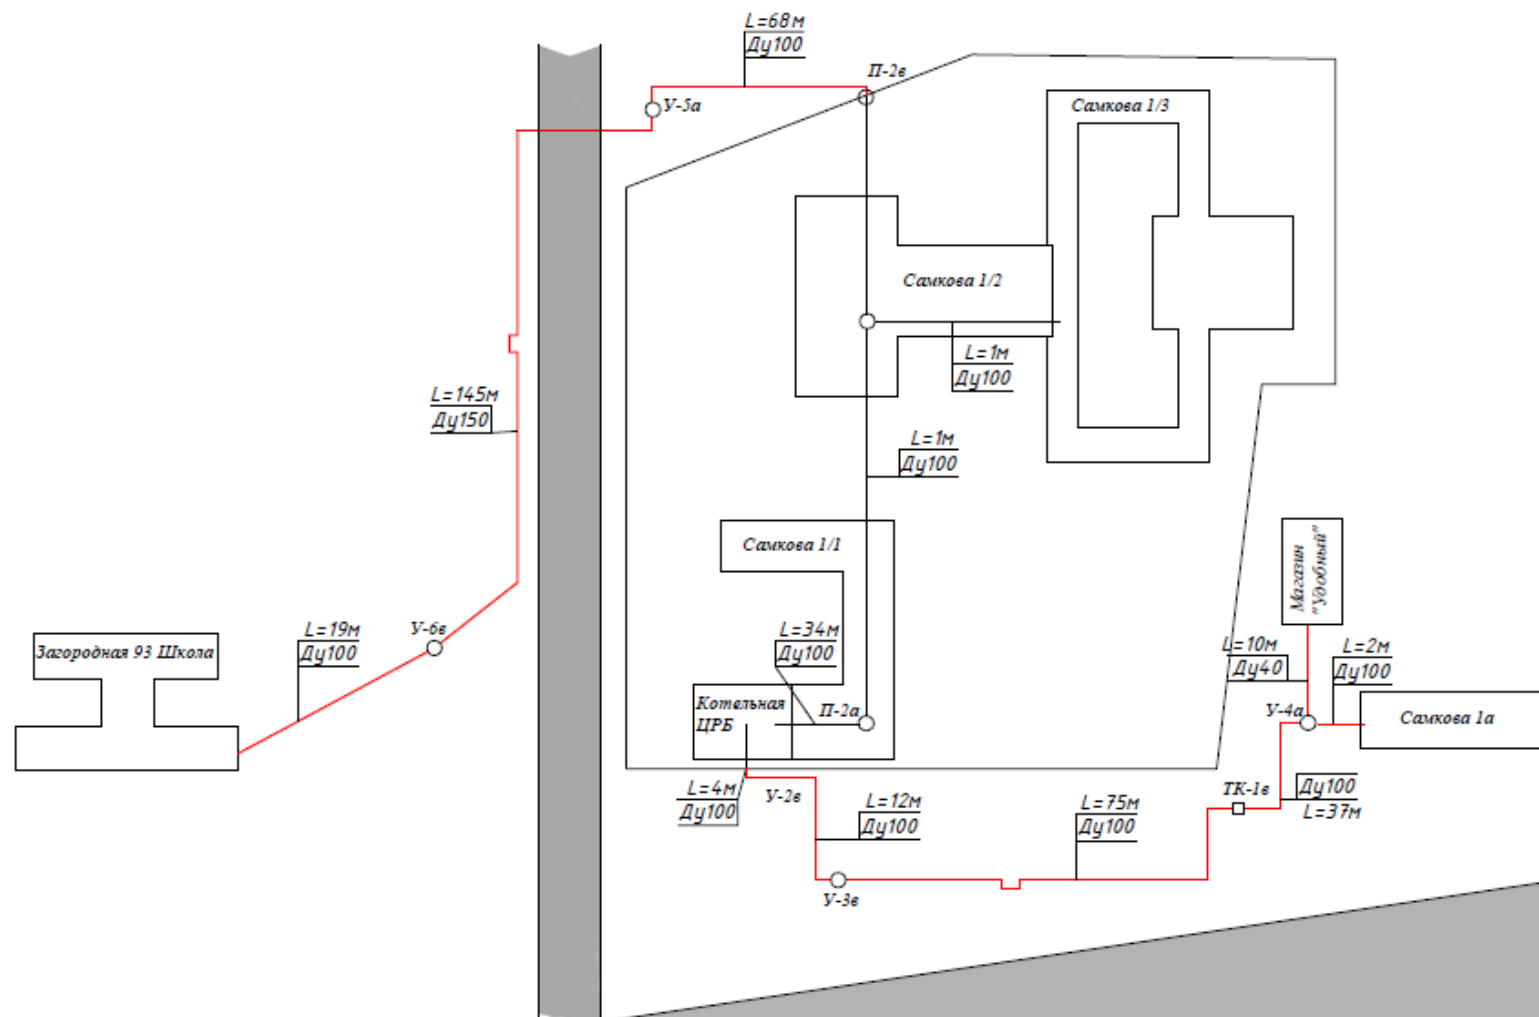 L=68м
Ду100
П-2в
У-5а
Самкова 1/3
Самкова 1/2
L=1м
Ду100
L=145м
Ду150
L=1м
Ду100
Самкова 1/1
Магазин
"Удобный"
У-6в
L=19м
Ду100
Загородная 93 Школа
L=34м
Ду100
L=10м
Ду40
L=2м
Ду100
Котельная
ЦРБ
П-2а
У-4а
Самкова 1а
L=4м
Ду100
У-2в
L=12м
Ду100
L=75м
Ду100
ТК-1в
Ду100
L=37м
У-3в